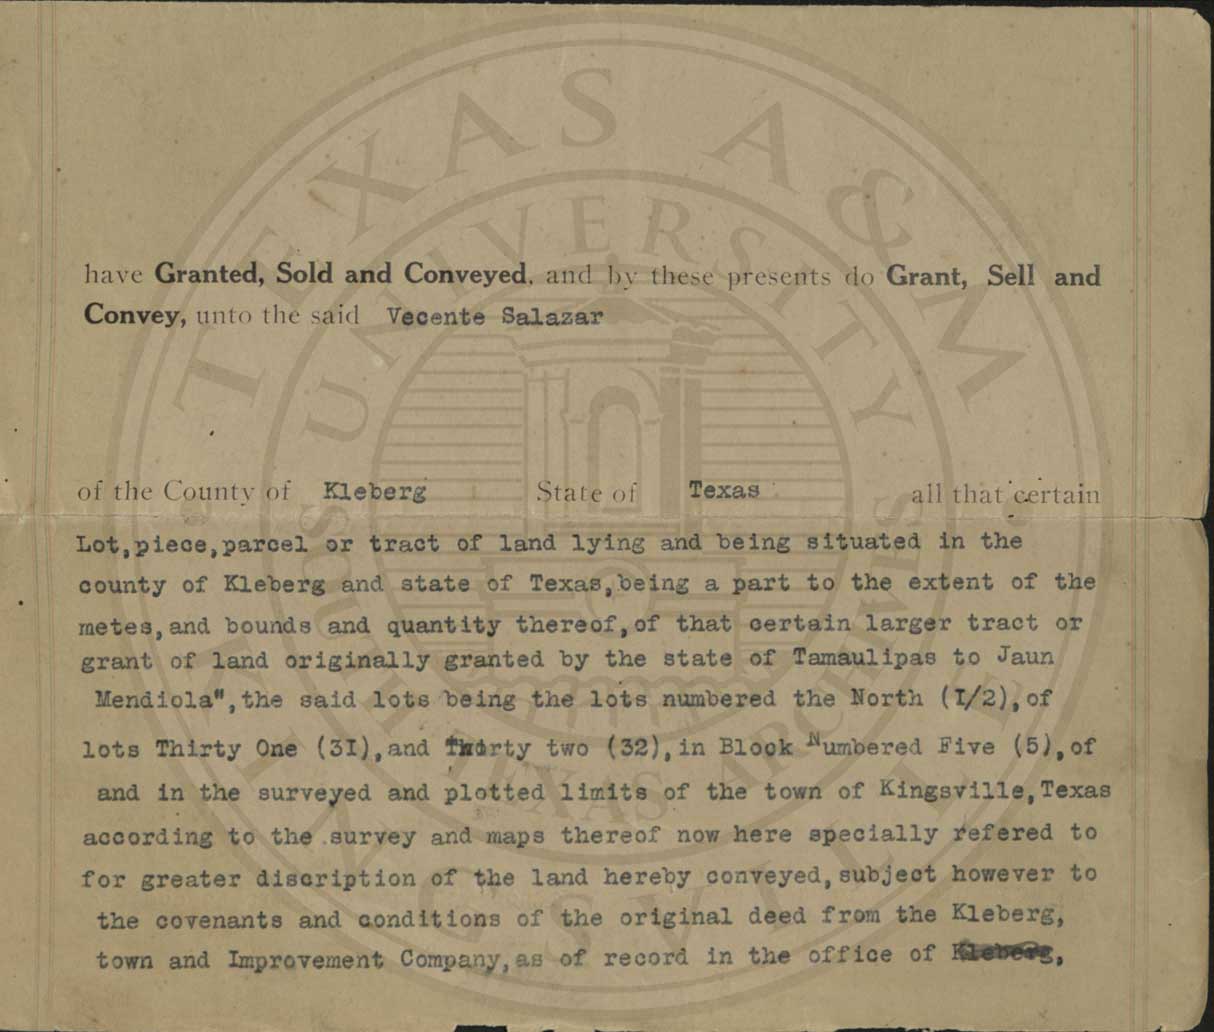 have Granted, Sold and Conveyed, and by these presents do Grant, Sell and
Convey, unto the said Vecente Salazar
of the County of Kleberg State of Texas all that certain
Lot,piece,parcel or tract of land lying and being situated in the
county of Kleberg and state of Texas,being a part to the extent of the
metes,and bounds and quantity thereof,of that certain larger tract or
grant of land originally granted by the state of Tamaulipas to Jaun
Mendiola",the said lots being the lots numbered the North (I/2),of
lots Thirty One (3I),and Thirty two (32),in Block Numbered Five (5),of
and in the surveyed and plotted limits of the town of Kingsville,Texas
according to the survey and maps thereof now here specially refered to
for greater discription of the land hereby conveyed,subject however to
the covenants and conditions of the original deed from the Kleberg,
town and Improvement Company,as of record in the office of Kleberg,
TEXAS A&M
UNIVERSITY
KINGSVILLE
SOUTH TEXAS ARCHIVES